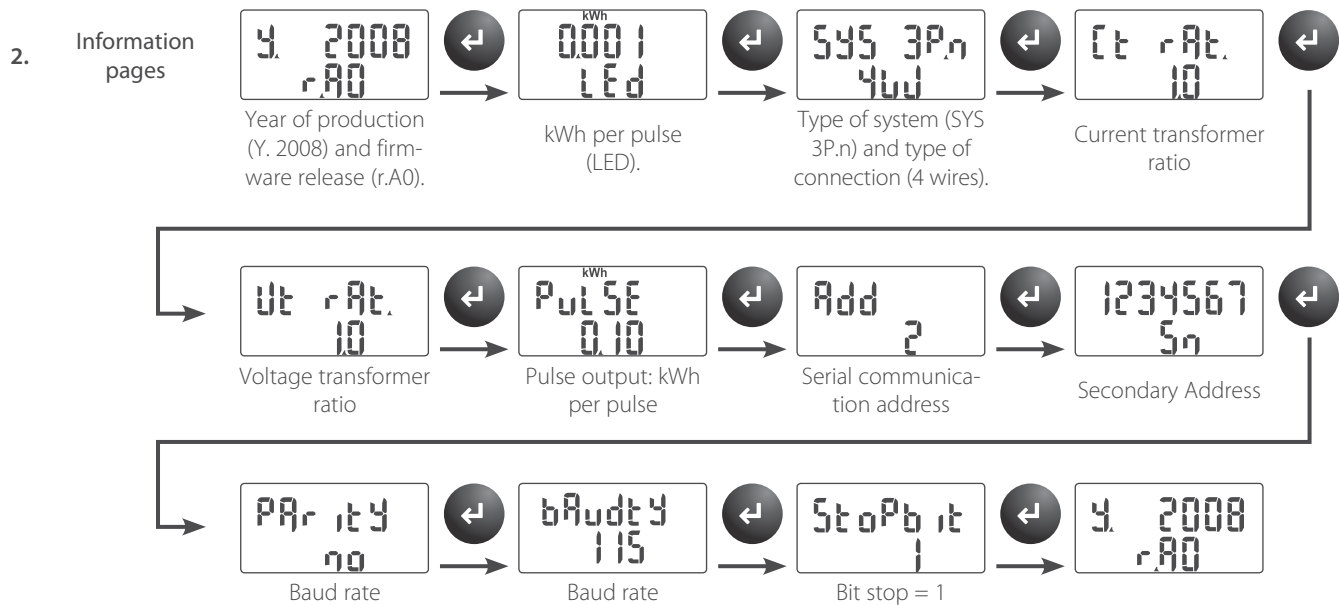 2.
Information
pages
Y. 2008
r.A0
Year of production
(Y. 2008) and firm-
ware release (r.A0).
kWh
0.001
LEd
kWh per pulse
(LED).
SYS 3P.n
4w
Type of system (SYS
3P.n) and type of
connection (4 wires).
Ct rAt.
1.0
Current transformer
ratio
Ut rAt.
1.0
Voltage transformer
ratio
kWh
PuLSE
0.10
Pulse output: kWh
per pulse
Add
2
Serial communica-
tion address
1234567
Sn
Secondary Address
PAritY
no
Baud rate
bAudtY
115
Baud rate
StoPbit
1
Bit stop = 1
Y. 2008
r.A0